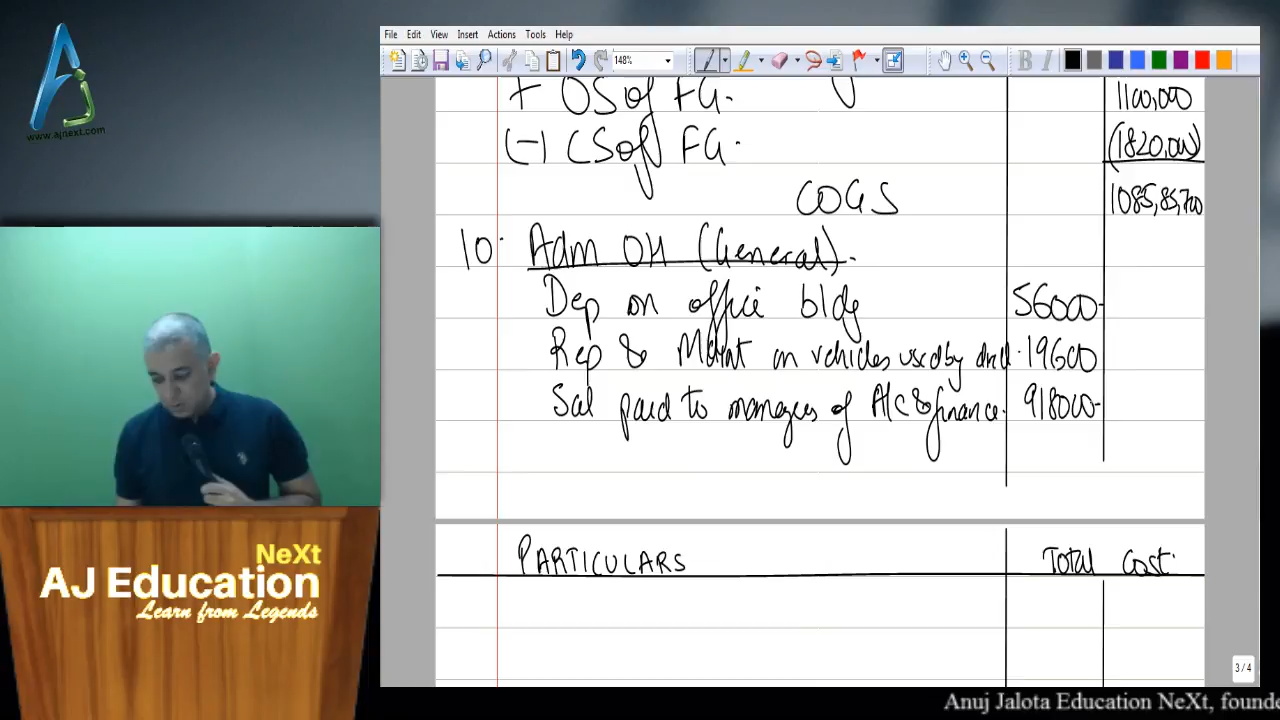 www.ajnext.com
File Edit View Insert Actions Tools Help
148%
+ OS of FG. 1100,000
(-) CS of FG. (1820,000)
COGS 1085,85,700
10. Adm OH (General).
Dep on office bldg 56000-
Rep & Maint on vehicles used by 19600
Sal paid to managers of A/C & finance. 918000-
PARTICULARS Total Cost.
3 / 4
NeXt
AJ Education
Learn from Legends
Anuj Jalota Education NeXt, founde